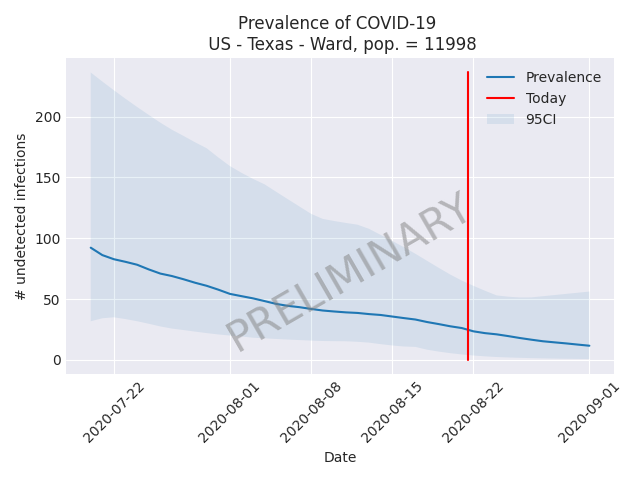 Prevalence of COVID-19
US - Texas - Ward, pop. = 11998
Prevalence
Today
95CI
# undetected infections
200
150
100
50
0
PRELIMINARY
2020-07-22
2020-08-01
2020-08-08
2020-08-15
2020-08-22
2020-09-01
Date